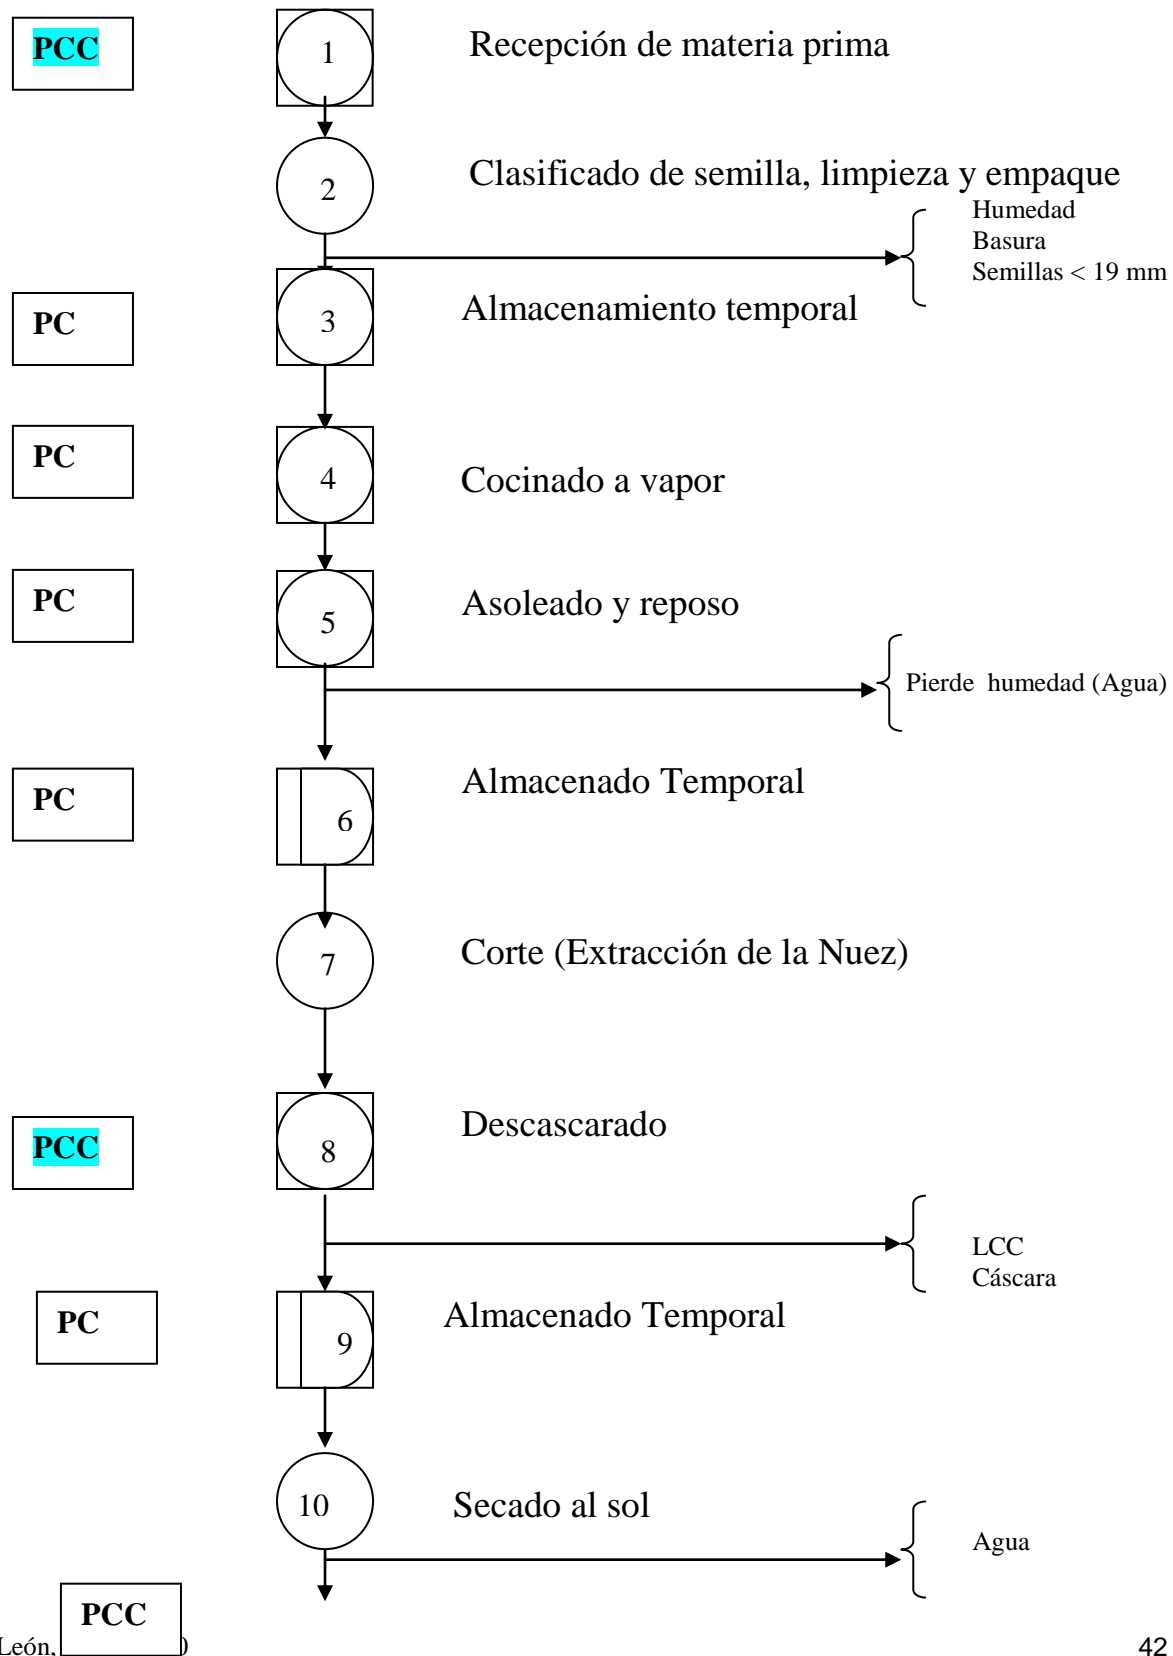 PCC
1
Recepción de materia prima
2
Clasificado de semilla, limpieza y empaque
Humedad
Basura
Semillas < 19 mm
PC
3
Almacenamiento temporal
PC
4
Cocinado a vapor
PC
5
Asoleado y reposo
Pierde humedad (Agua)
PC
6
Almacenado Temporal
7
Corte (Extracción de la Nuez)
PCC
8
Descascarado
LCC
Cáscara
PC
9
Almacenado Temporal
10
Secado al sol
Agua
PCC
León,
42